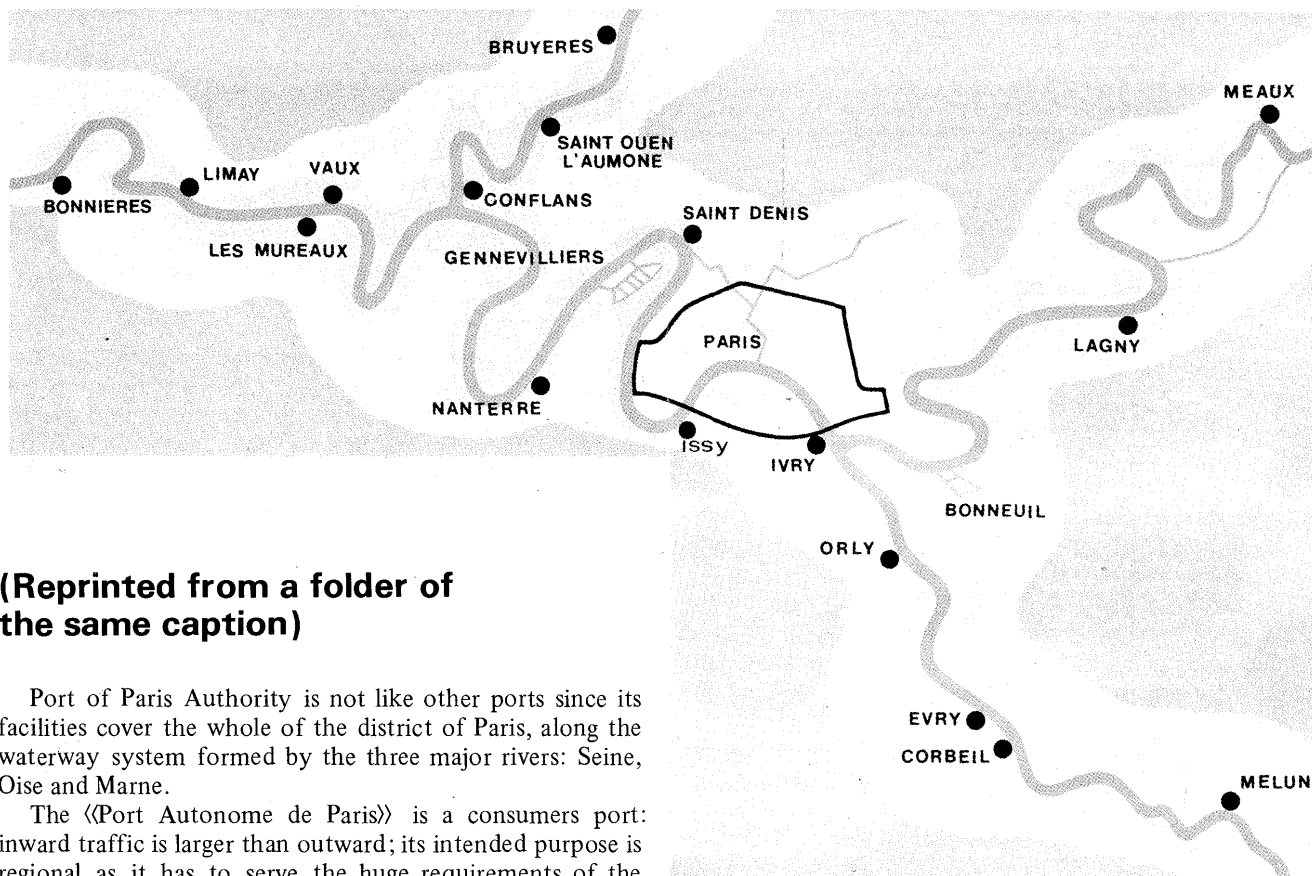 BRUYERES
MEAUX
SAINT OUEN
L'AUMONE
LIMAY
VAUX
BONNIERES
CONFLANS
LES MUREAUX
SAINT DENIS
GENNEVILLIERS
PARIS
LAGNY
NANTERRE
Issy
IVRY
BONNEUIL
ORLY
EVRY
CORBEIL
MELUN
(Reprinted from a folder of
the same caption)
Port of Paris Authority is not like other ports since its
facilities cover the whole of the district of Paris, along the
waterway system formed by the three major rivers: Seine,
Oise and Marne.
The ⟪Port Autonome de Paris⟫ is a consumers port:
inward traffic is larger than outward; its intended purpose is
regional as it has to serve the huge requirements of the